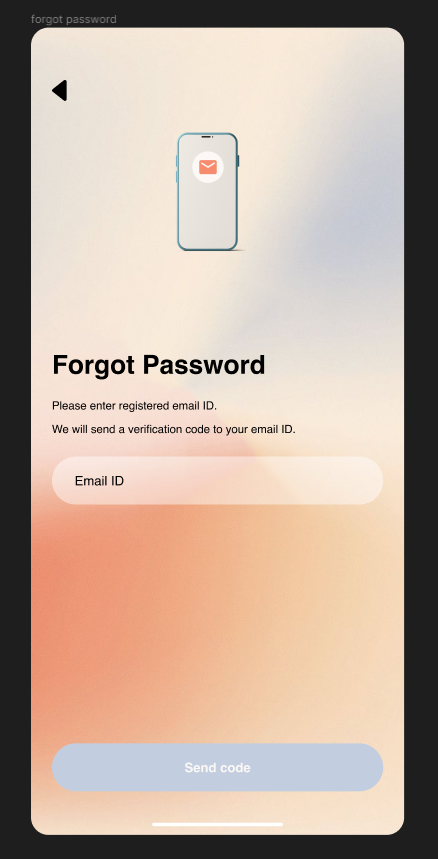 forgot password
Forgot Password
Please enter registered email ID.
We will send a verification code to your email ID.
Email ID
Send code